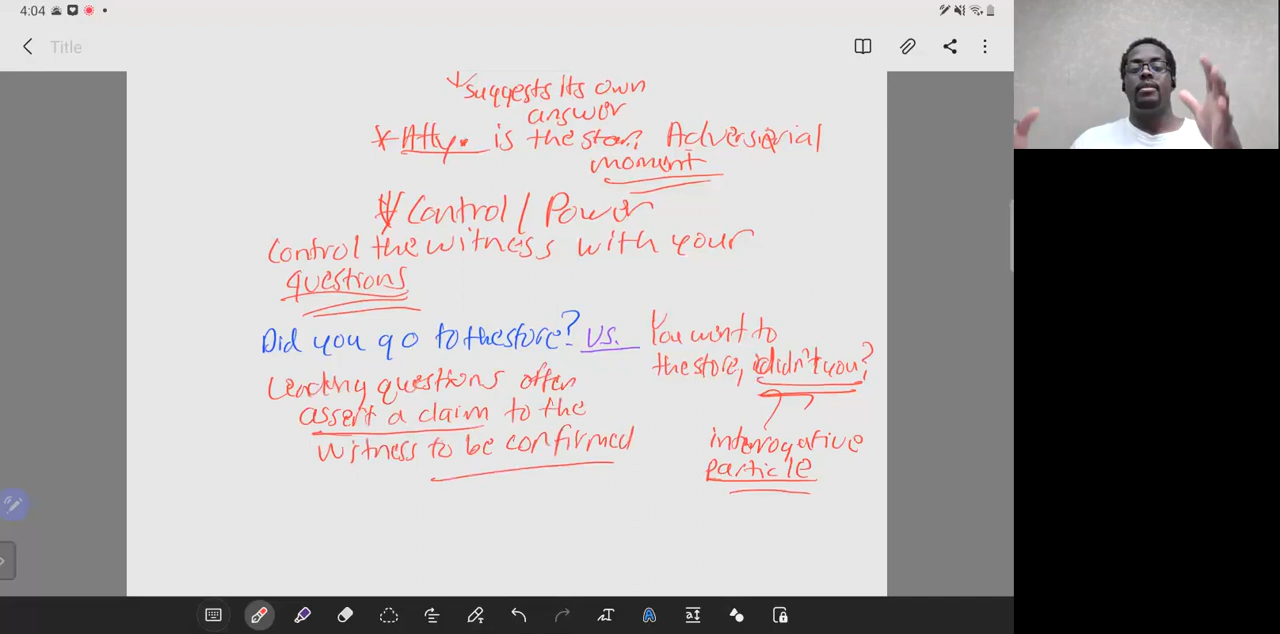 4:04
Title
Suggests its own
answer
* Atty. is the star? Adversarial
moment
Control / Power
Control the witness with your
questions
Did you go to the store? vs. You went to
the store, didn't you?
Leading questions often
assert a claim to the
witness to be confirmed
interogative
particle